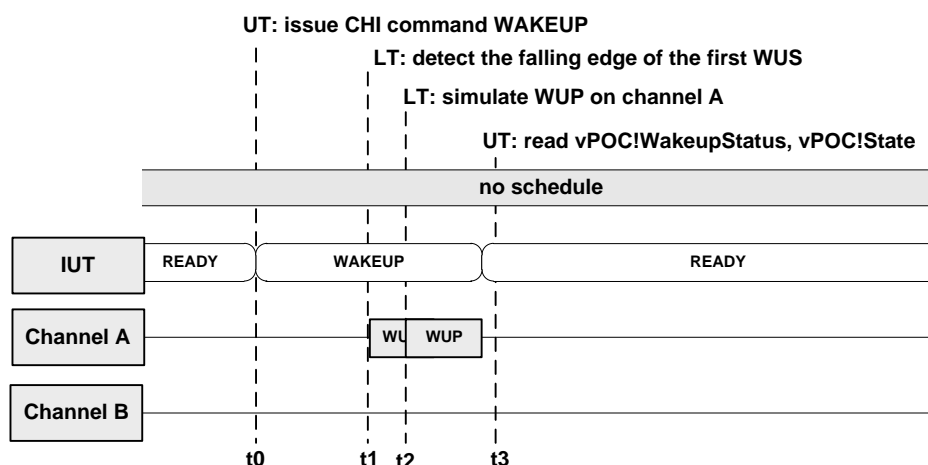 UT: issue CHI command WAKEUP
LT: detect the falling edge of the first WUS
LT: simulate WUP on channel A
UT: read vPOC!WakeupStatus, vPOC!State
no schedule
IUT READY WAKEUP READY
Channel A WUP
Channel B
t0 t1 t2 t3